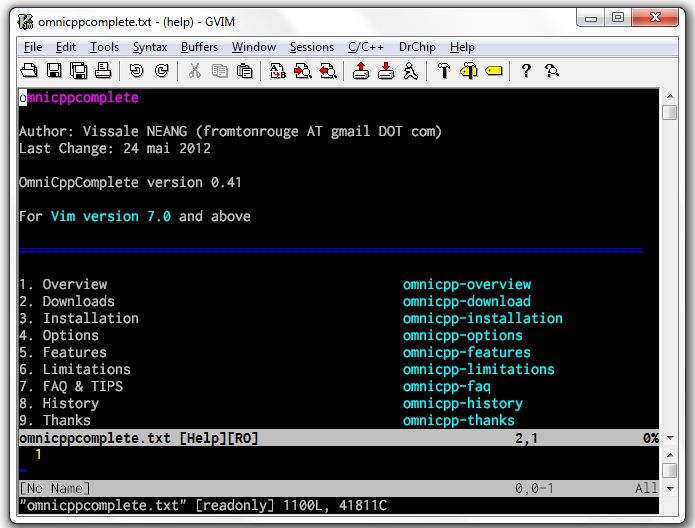 omnicppcomplete.txt - (help) - GVIM
File Edit Tools Syntax Buffers Window Sessions C/C++ DrChip Help
omnicppcomplete
Author: Vissale NEANG (fromtonrouge AT gmail DOT com)
Last Change: 24 mai 2012
OmniCppComplete version 0.41
For Vim version 7.0 and above
===============================================================================
1. Overview omnicpp-overview
2. Downloads omnicpp-download
3. Installation omnicpp-installation
4. Options omnicpp-options
5. Features omnicpp-features
6. Limitations omnicpp-limitations
7. FAQ & TIPS omnicpp-faq
8. History omnicpp-history
9. Thanks omnicpp-thanks
omnicppcomplete.txt [Help][RO] 2,1 0%
1
~
[No Name] 0,0-1 All
"omnicppcomplete.txt" [readonly] 1100L, 41811C